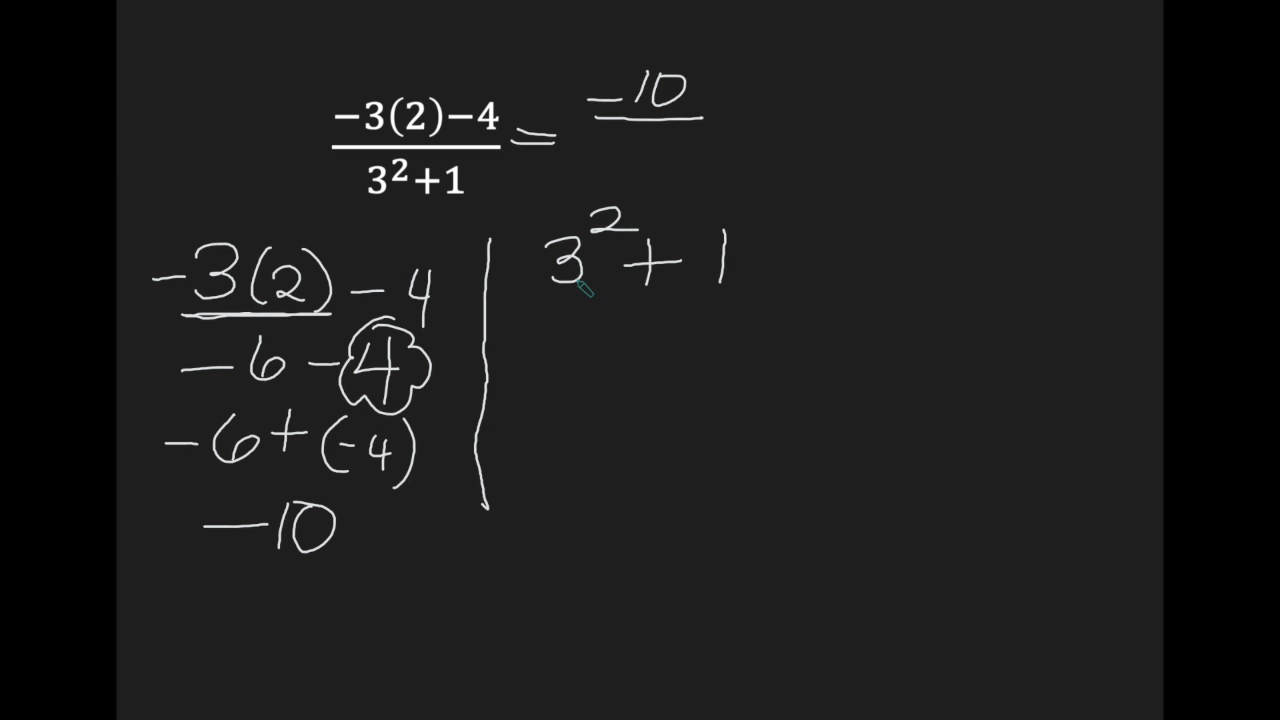 -3(2)-4 = -10
3²+1
-3(2) - 4
-6 - 4
-6 + (-4)
-10
3² + 1